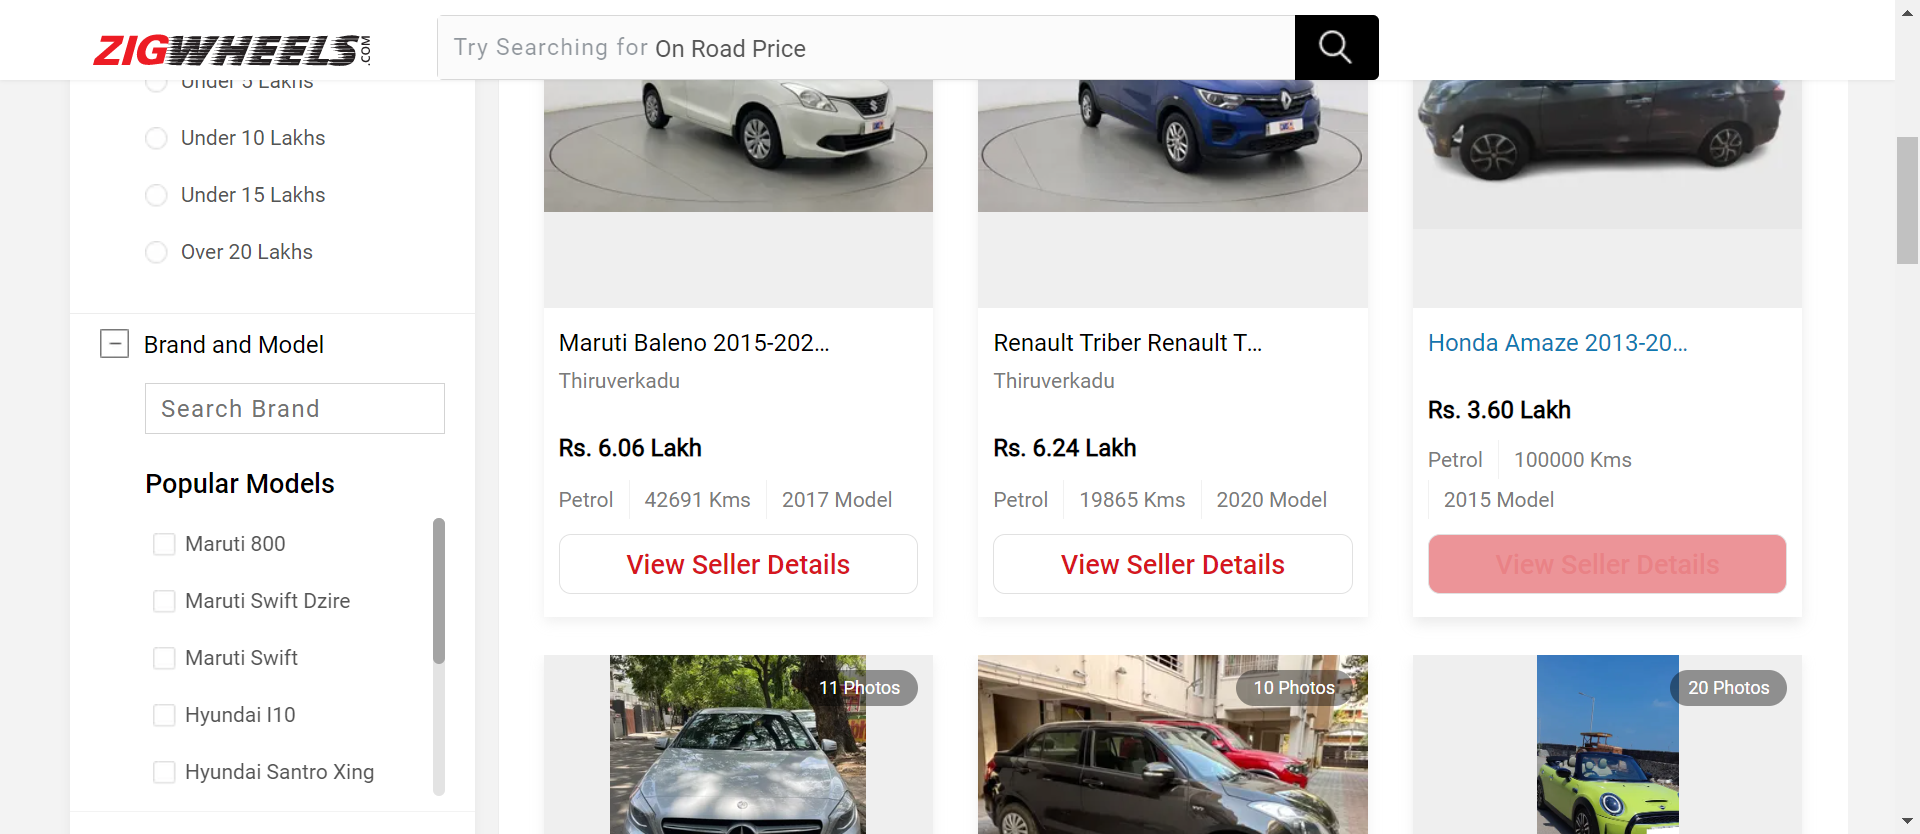 ZIGWHEELS.COM
Try Searching for On Road Price
Under 5 Lakhs
Under 10 Lakhs
Under 15 Lakhs
Over 20 Lakhs
Brand and Model
Search Brand
Popular Models
Maruti 800
Maruti Swift Dzire
Maruti Swift
Hyundai I10
Hyundai Santro Xing
Maruti Baleno 2015-202...
Thiruverkadu
Rs. 6.06 Lakh
Petrol 42691 Kms 2017 Model
View Seller Details
Renault Triber Renault T...
Thiruverkadu
Rs. 6.24 Lakh
Petrol 19865 Kms 2020 Model
View Seller Details
Honda Amaze 2013-20...
Rs. 3.60 Lakh
Petrol 100000 Kms
2015 Model
View Seller Details
11 Photos
10 Photos
20 Photos